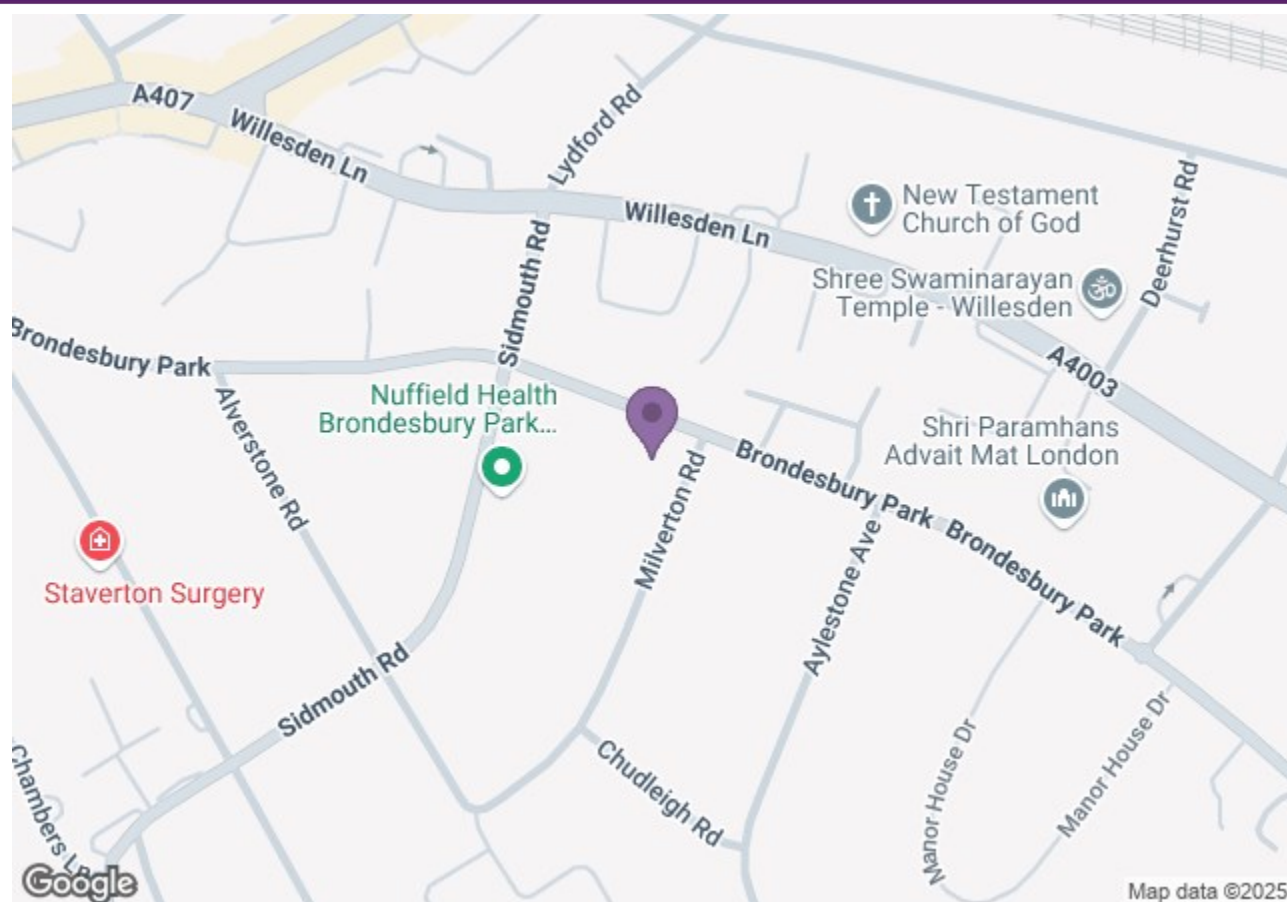 A407
Willesden Ln
Lydford Rd
Willesden Ln
New Testament
Church of God
Deerhurst Rd
Shree Swaminarayan
Temple - Willesden
Sidmouth Rd
Brondesbury Park
A4003
Alverstone Rd
Nuffield Health
Brondesbury Park...
Shri Paramhans
Advait Mat London
Brondesbury Park
Brondesbury Park
Milverton Rd
Aylestone Ave
Staverton Surgery
Sidmouth Rd
Chudleigh Rd
Manor House Dr
Manor House Dr
Chambers Ln
Google
Map data ©2025